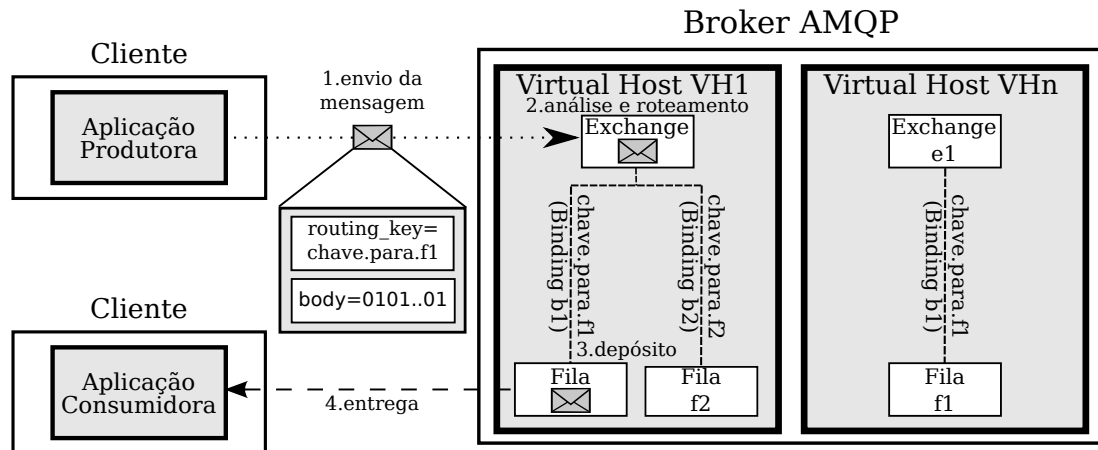 Broker AMQP
Cliente
Aplicação
Produtora
1.envio da
mensagem
routing_key=
chave.para.f1
body=0101..01
Virtual Host VH1
2.análise e roteamento
Exchange
chave.para.f1
(Binding b1)
chave.para.f2
(Binding b2)
3.depósito
Fila
Fila
f2
Virtual Host VHn
Exchange
e1
chave.para.f1
(Binding b1)
Fila
f1
Cliente
Aplicação
Consumidora
4.entrega